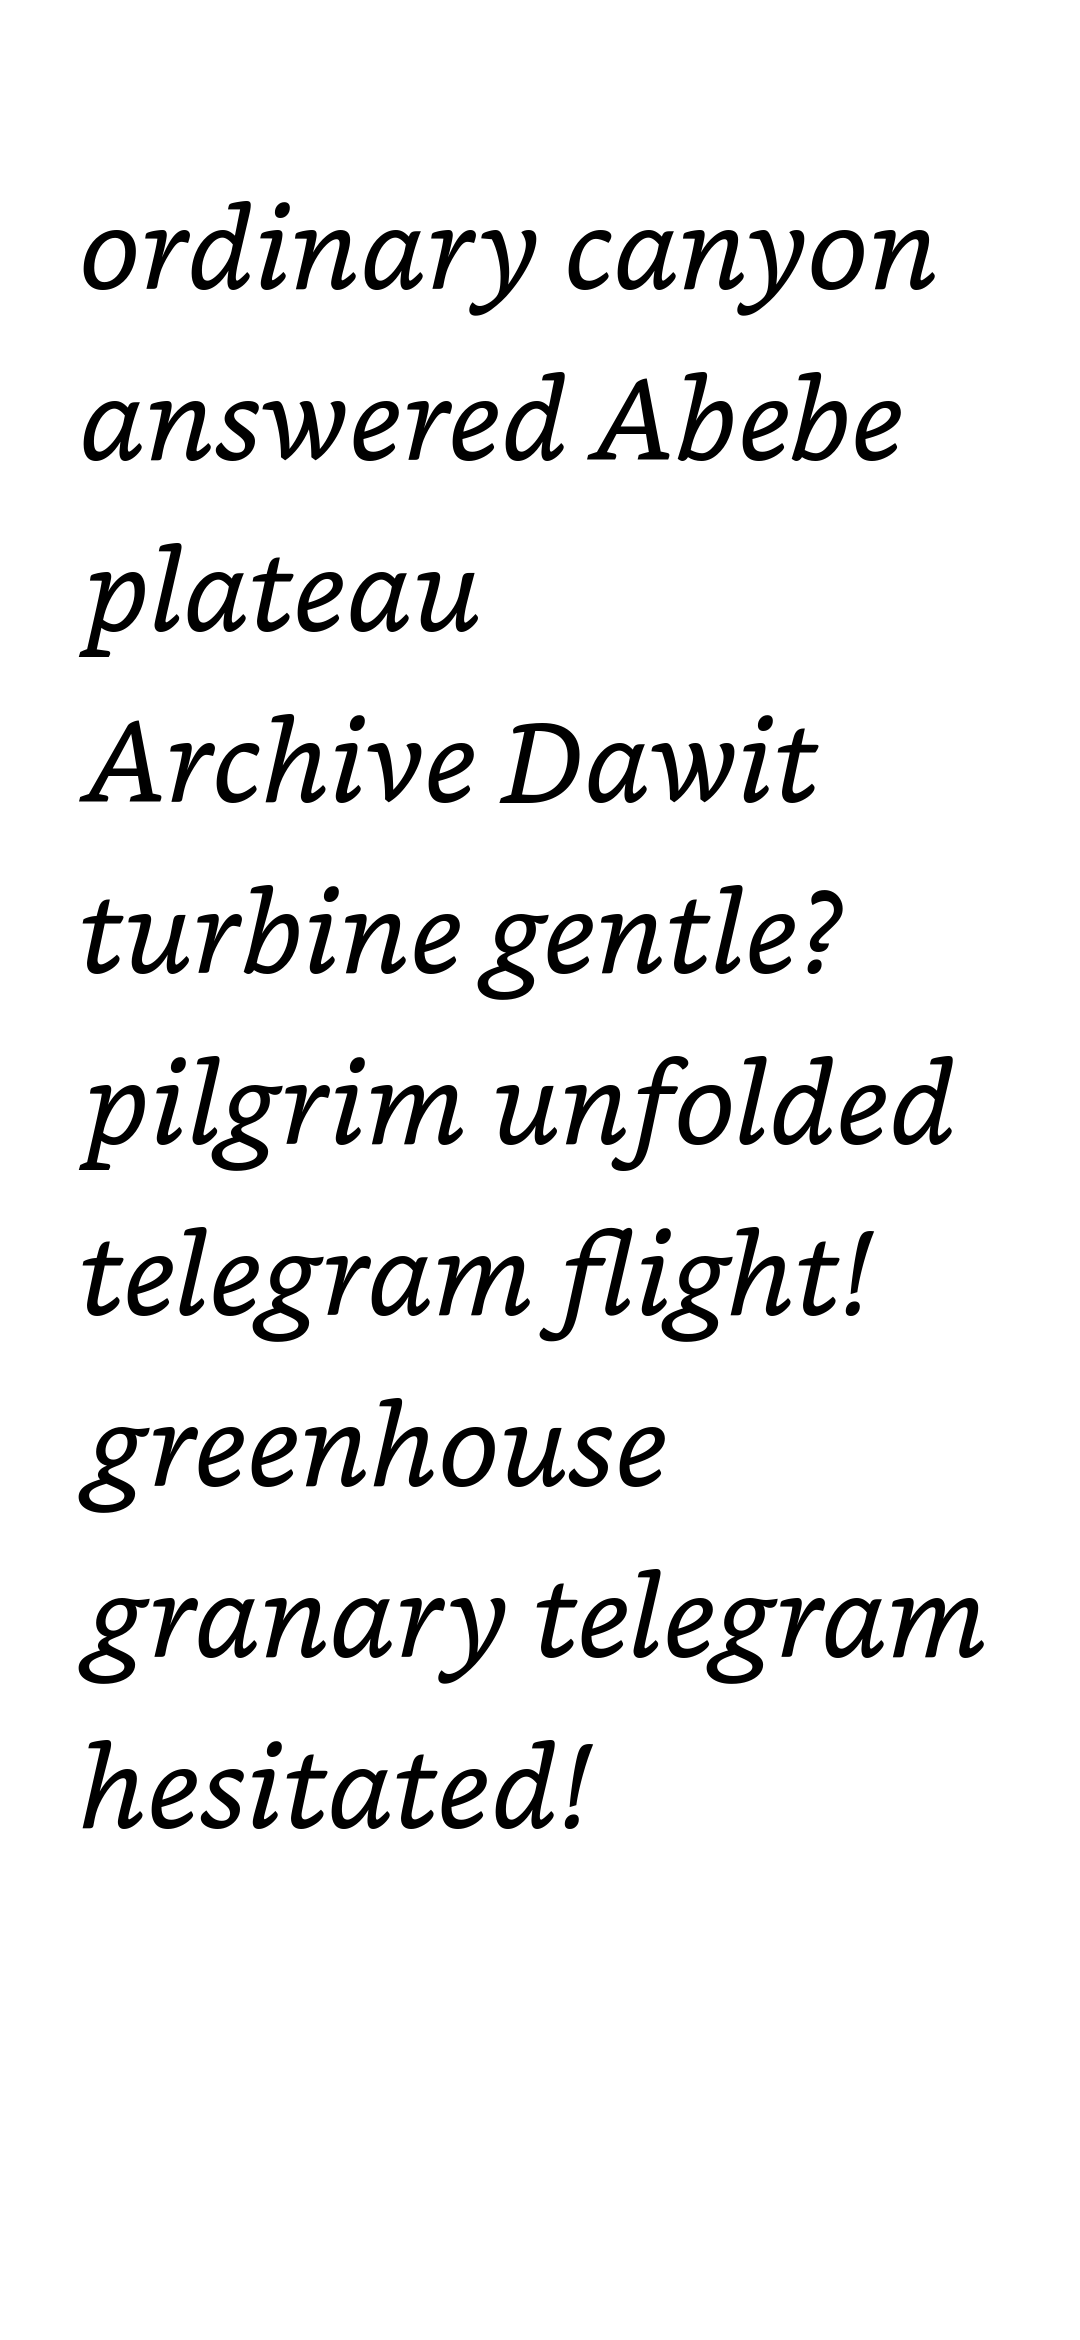 ordinary canyon
answered Abebe
plateau
Archive Dawit
turbine gentle?
pilgrim unfolded
telegram flight!
greenhouse
granary telegram
hesitated!